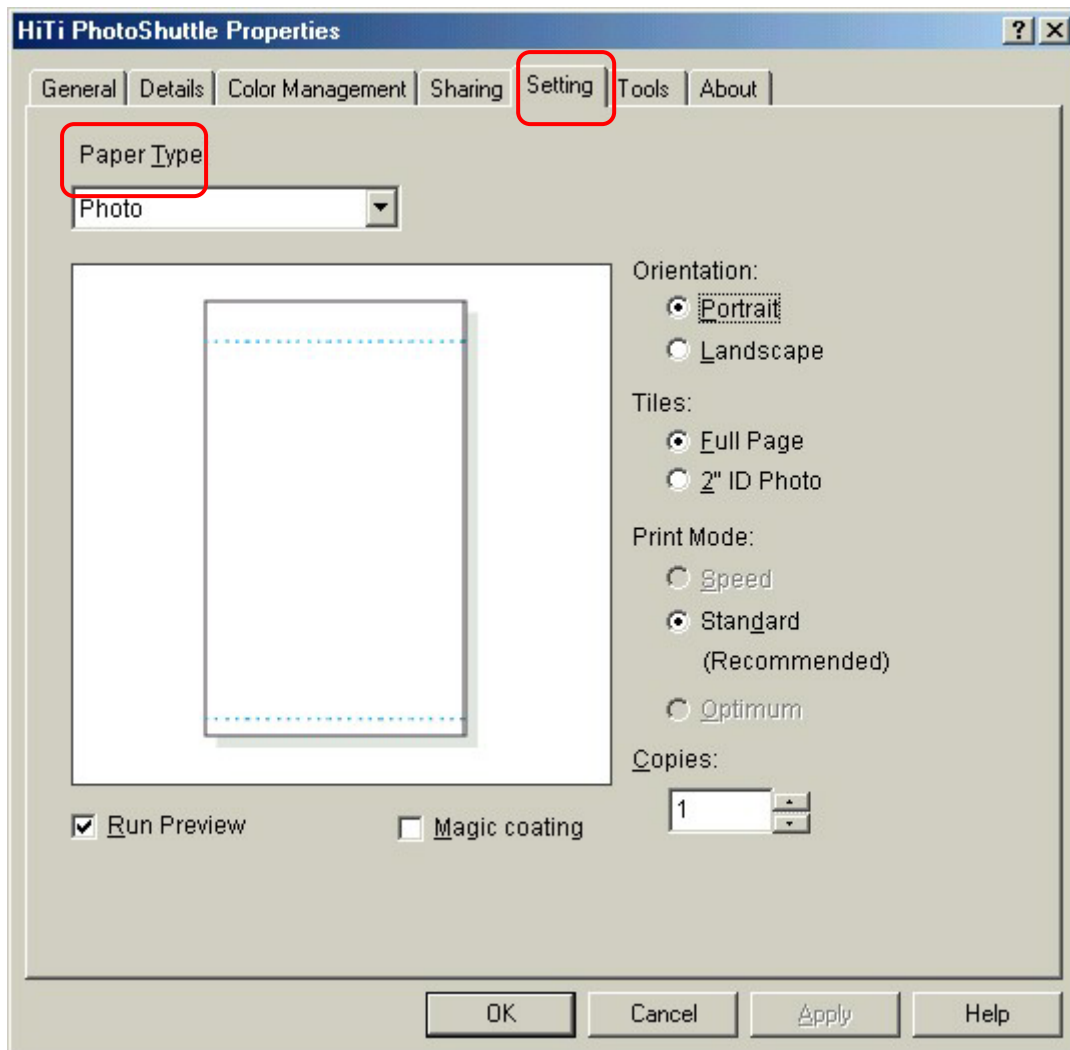 HiTi PhotoShuttle Properties
General Details Color Management Sharing Setting Tools About
Paper Type
Photo
Orientation:
Portrait
Landscape
Tiles:
Full Page
2" ID Photo
Print Mode:
Speed
Standard
(Recommended)
Optimum
Copies:
1
Run Preview
Magic coating
OK Cancel Apply Help